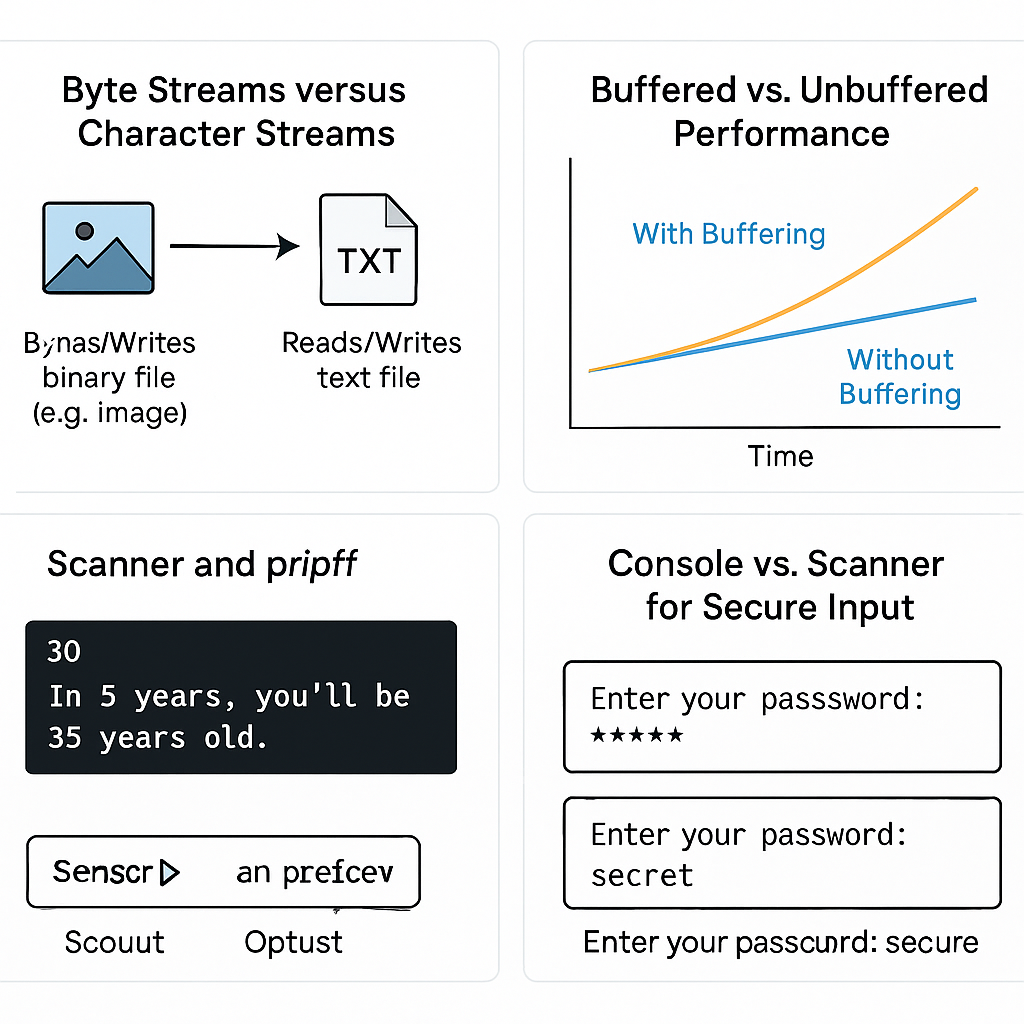 Byte Streams versus
Character Streams
TXT
/Writes
binary file
(e.g. image)
Reads/Writes
text file
Buffered vs. Unbuffered
Performance
With Buffering
Without
Buffering
Time
Scanner and pripff
30
In 5 years, you'll be
35 years old.
Senscr an prefcev
Scouut Optust
Console vs. Scanner
for Secure Input
Enter your passsword:
★★★★★
Enter your password:
secret
Enter your passcurd: secure